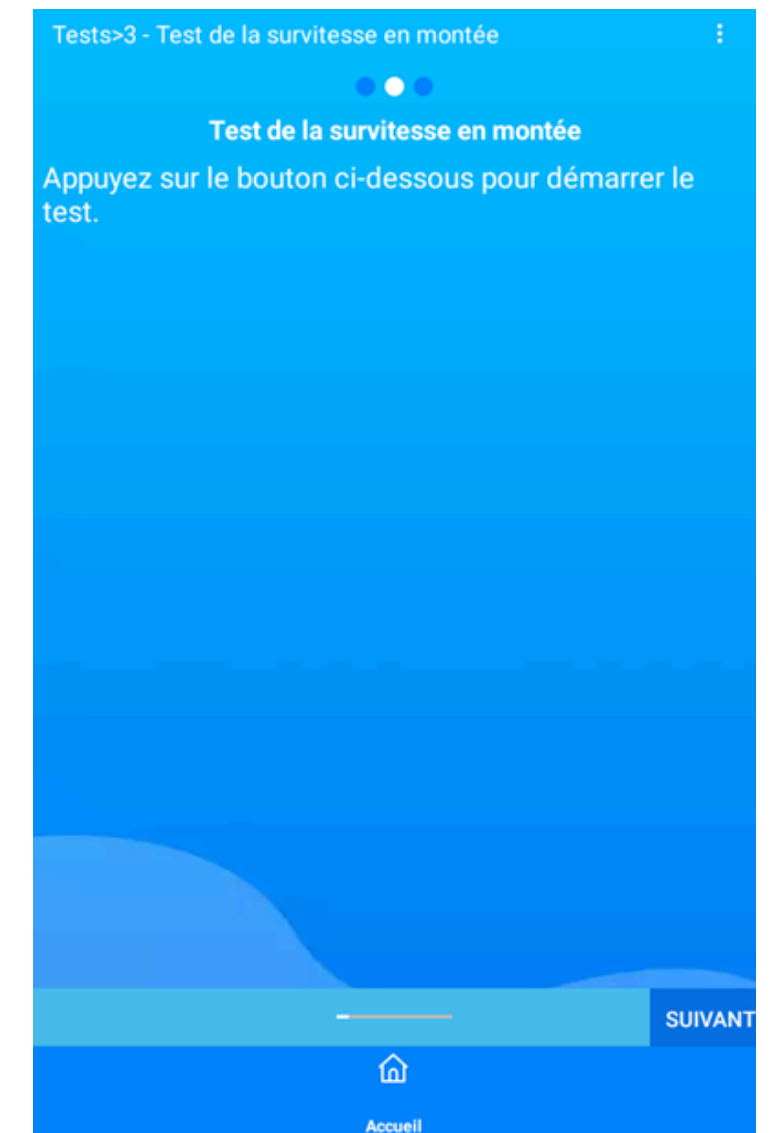 Tests>3 - Test de la survitesse en montée
Test de la survitesse en montée
Appuyez sur le bouton ci-dessous pour démarrer le
test.
SUIVANT
Accueil